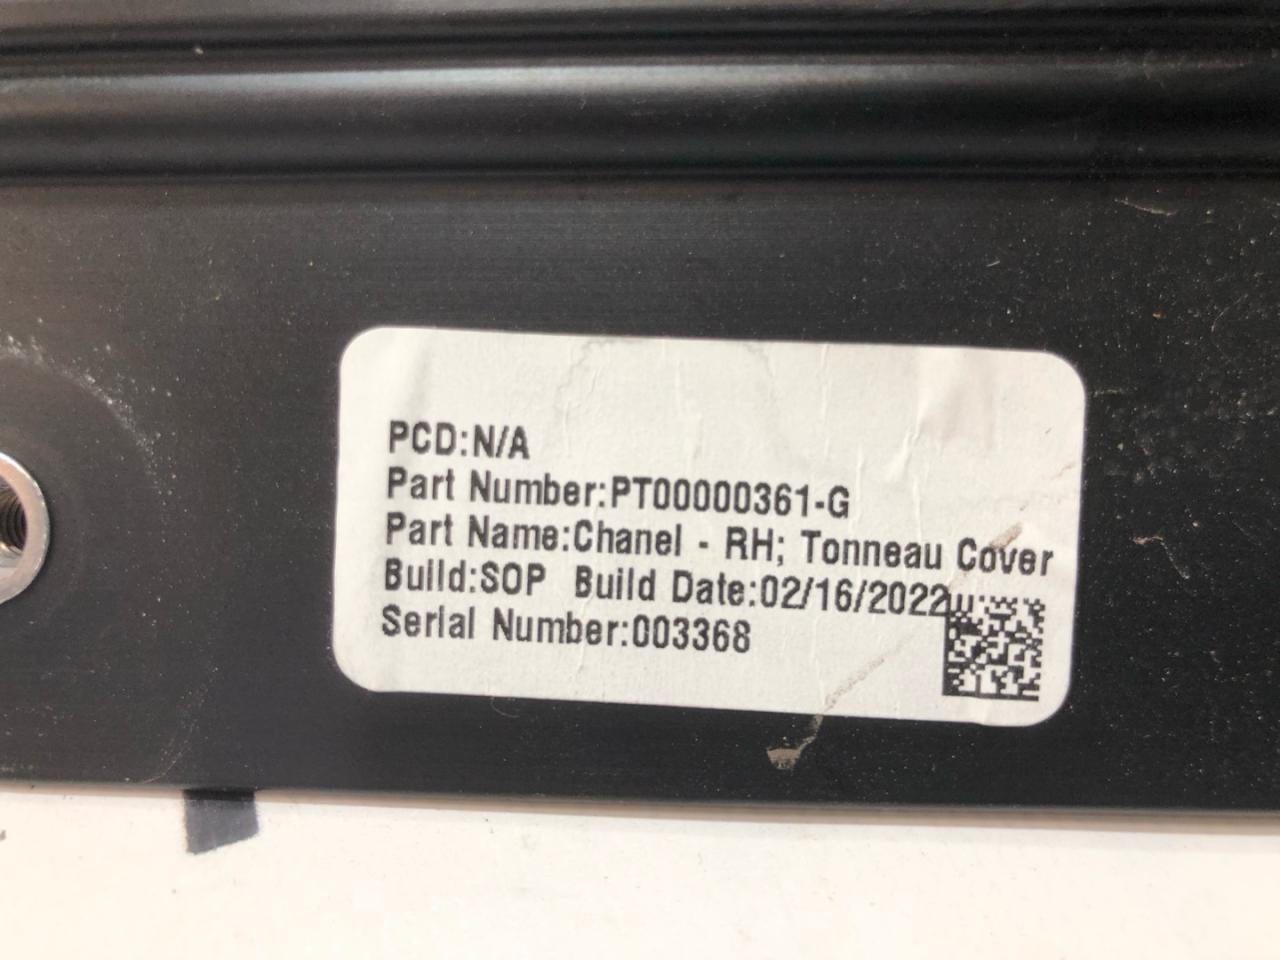 PCD:N/A
Part Number:PT00000361-G
Part Name:Chanel - RH; Tonneau Cover
Build:SOP Build Date:02/16/2022
Serial Number:003368